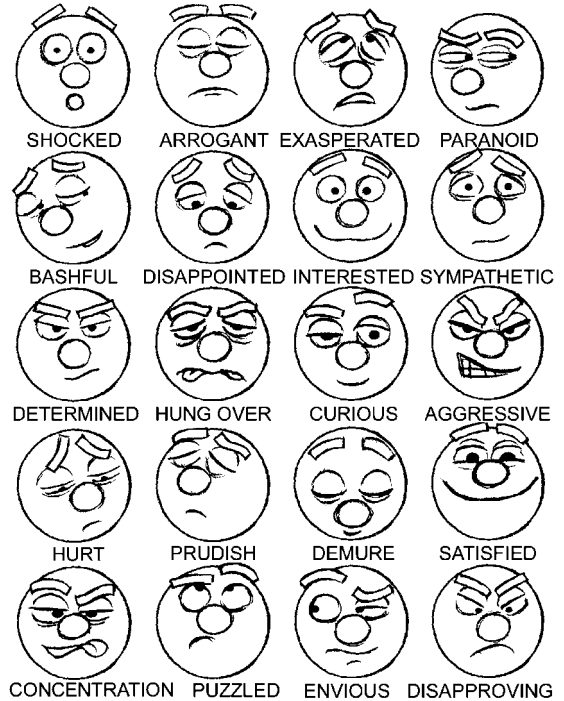 SHOCKED ARROGANT EXASPERATED PARANOID
BASHFUL DISAPPOINTED INTERESTED SYMPATHETIC
DETERMINED HUNG OVER CURIOUS AGGRESSIVE
HURT PRUDISH DEMURE SATISFIED
CONCENTRATION PUZZLED ENVIOUS DISAPPROVING